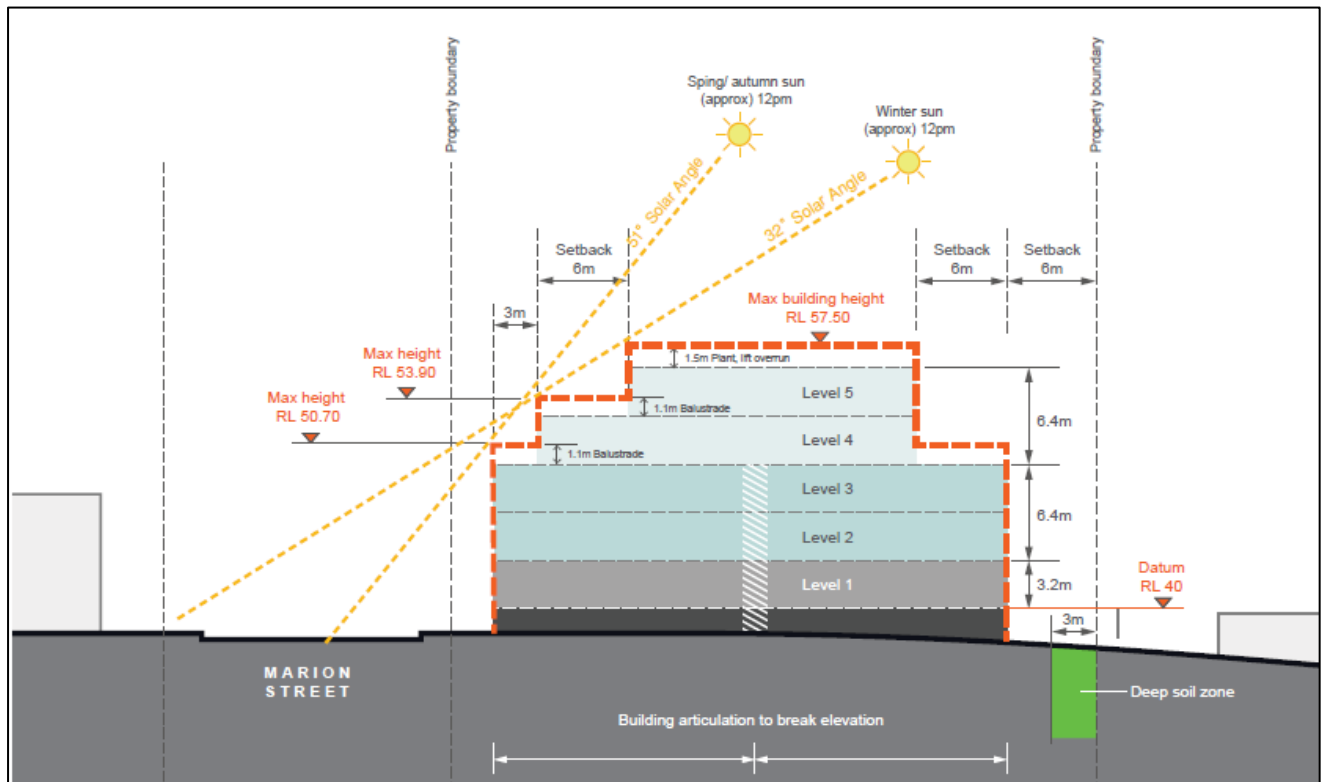 Property boundary
Sping/ autumn sun
(approx) 12pm
Winter sun
(approx) 12pm
Property boundary
51° Solar Angle
32° Solar Angle
Setback
6m
Setback
6m
Setback
6m
3m
Max building height
RL 57.50
Max height
RL 53.90
Max height
RL 50.70
1.5m Plant, lift overrun
Level 5
1.1m Balustrade
Level 4
6.4m
1.1m Balustrade
Level 3
Level 2
6.4m
Level 1
3.2m
Datum
RL 40
3m
MARION
STREET
Deep soil zone
Building articulation to break elevation